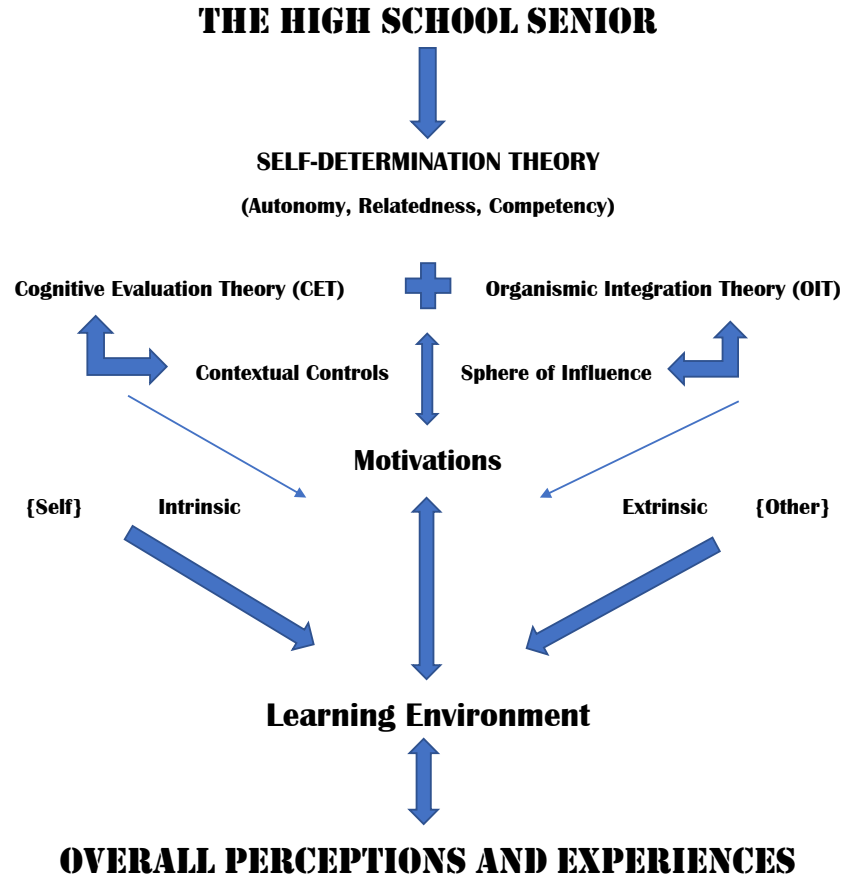 THE HIGH SCHOOL SENIOR
SELF-DETERMINATION THEORY
(Autonomy, Relatedness, Competency)
Cognitive Evaluation Theory (CET)
Organismic Integration Theory (OIT)
Contextual Controls
Sphere of Influence
Motivations
{Self}
Intrinsic
Extrinsic
{Other}
Learning Environment
OVERALL PERCEPTIONS AND EXPERIENCES